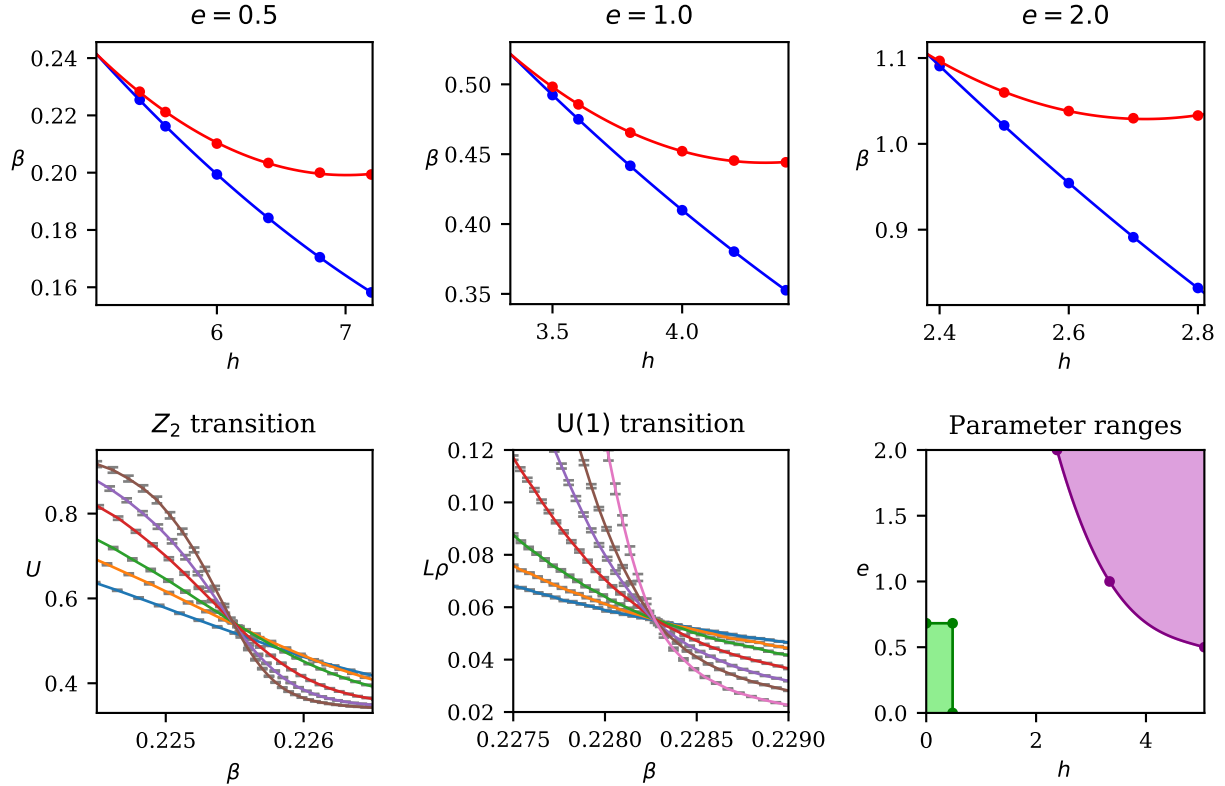 e = 0.5
e = 1.0
e = 2.0
0.24
0.22
0.20
0.18
0.16
β
6
7
h
0.50
0.45
0.40
0.35
β
3.5
4.0
h
1.1
1.0
0.9
β
2.4
2.6
2.8
h
Z₂ transition
U(1) transition
Parameter ranges
0.8
0.6
0.4
U
0.225
0.226
β
0.12
0.10
0.08
0.06
0.04
0.02
Lρ
0.2275
0.2280
0.2285
0.2290
β
2.0
1.5
1.0
0.5
0.0
e
0
2
4
h